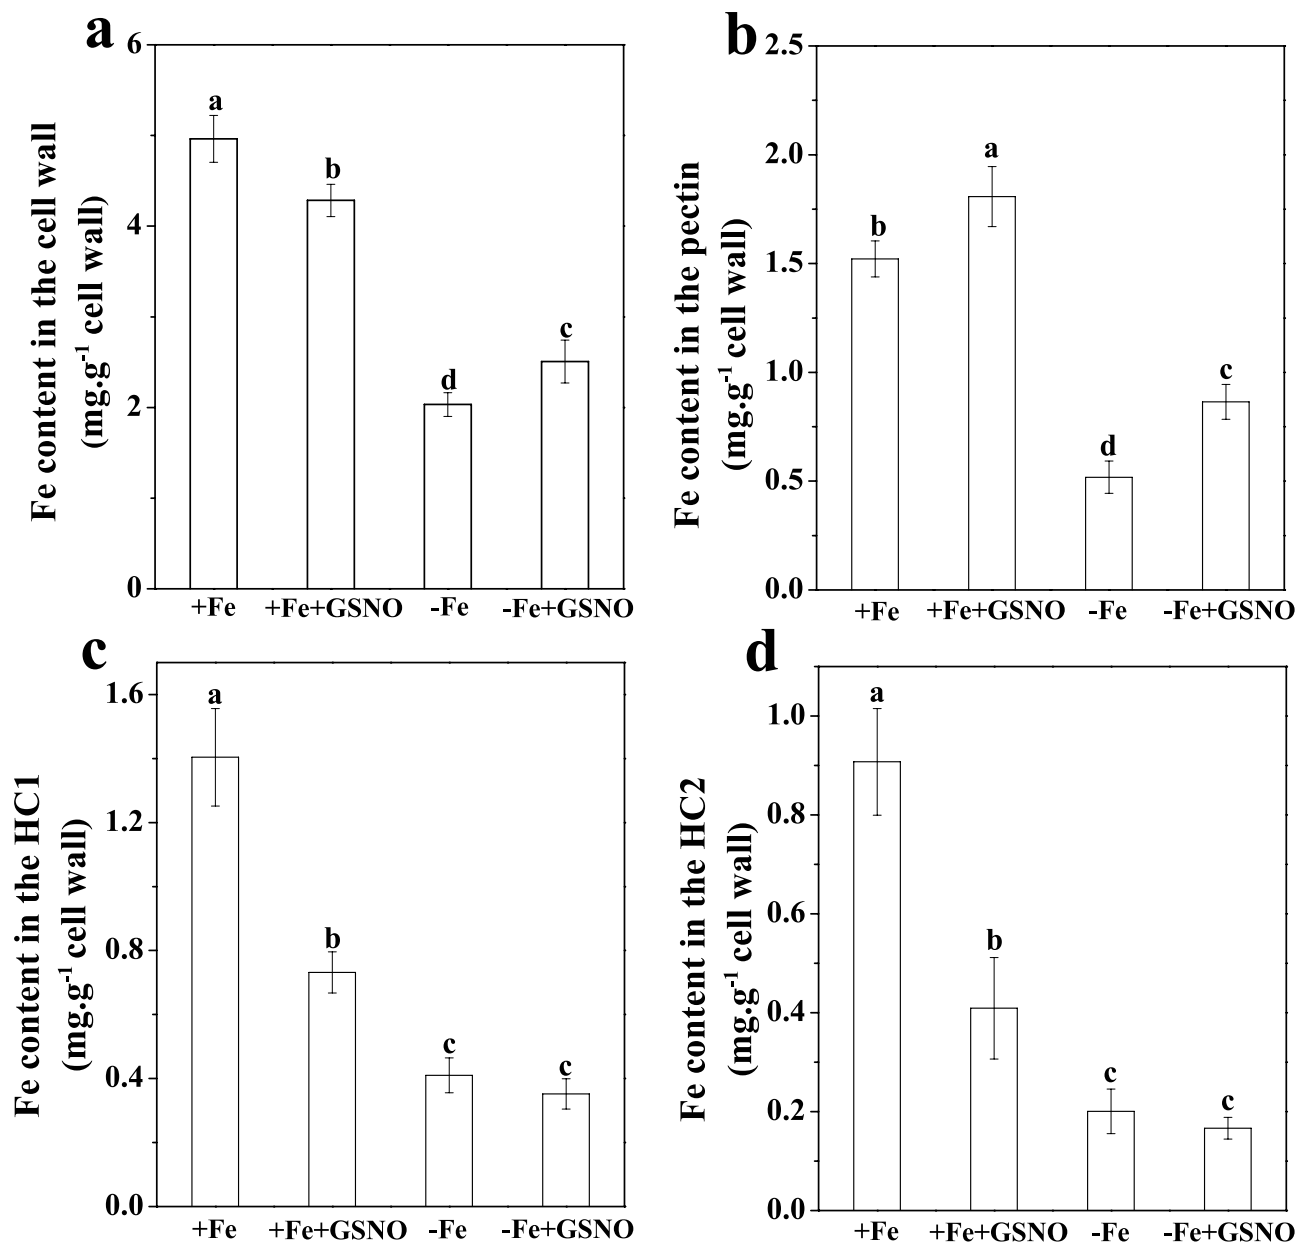 a
Fe content in the cell wall
(mg.g⁻¹ cell wall)
6
4
2
0
a
b
d
c
+Fe +Fe+GSNO -Fe -Fe+GSNO
b
Fe content in the pectin
(mg.g⁻¹ cell wall)
2.5
2.0
1.5
1.0
0.5
0.0
b
a
d
c
+Fe +Fe+GSNO -Fe -Fe+GSNO
c
Fe content in the HC1
(mg.g⁻¹ cell wall)
1.6
1.2
0.8
0.4
0.0
a
b
c
c
+Fe +Fe+GSNO -Fe -Fe+GSNO
d
Fe content in the HC2
(mg.g⁻¹ cell wall)
1.0
0.8
0.6
0.4
0.2
0.0
a
b
c
c
+Fe +Fe+GSNO -Fe -Fe+GSNO